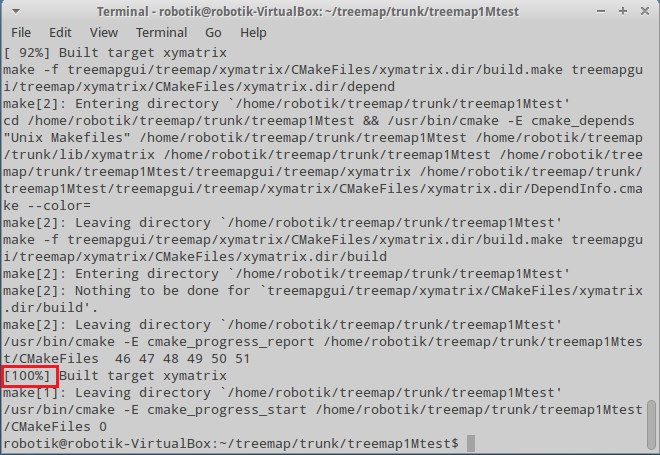 Terminal - robotik@robotik-VirtualBox: ~/treemap/trunk/treemap1Mtest
File Edit View Terminal Go Help
[ 92%] Built target xymatrix
make -f treemapgui/treemap/xymatrix/CMakeFiles/xymatrix.dir/build.make treemapgu
i/treemap/xymatrix/CMakeFiles/xymatrix.dir/depend
make[2]: Entering directory `/home/robotik/treemap/trunk/treemap1Mtest'
cd /home/robotik/treemap/trunk/treemap1Mtest && /usr/bin/cmake -E cmake_depends
"Unix Makefiles" /home/robotik/treemap/trunk/treemap1Mtest /home/robotik/treemap
/trunk/lib/xymatrix /home/robotik/treemap/trunk/treemap1Mtest /home/robotik/tree
map/trunk/treemap1Mtest/treemapgui/treemap/xymatrix /home/robotik/treemap/trunk/
treemap1Mtest/treemapgui/treemap/xymatrix/CMakeFiles/xymatrix.dir/DependInfo.cma
ke --color=
make[2]: Leaving directory `/home/robotik/treemap/trunk/treemap1Mtest'
make -f treemapgui/treemap/xymatrix/CMakeFiles/xymatrix.dir/build.make treemapgu
i/treemap/xymatrix/CMakeFiles/xymatrix.dir/build
make[2]: Entering directory `/home/robotik/treemap/trunk/treemap1Mtest'
make[2]: Nothing to be done for `treemapgui/treemap/xymatrix/CMakeFiles/xymatrix
.dir/build'.
make[2]: Leaving directory `/home/robotik/treemap/trunk/treemap1Mtest'
/usr/bin/cmake -E cmake_progress_report /home/robotik/treemap/trunk/treemap1Mtes
t/CMakeFiles  46 47 48 49 50 51
[100%] Built target xymatrix
make[1]: Leaving directory `/home/robotik/treemap/trunk/treemap1Mtest'
/usr/bin/cmake -E cmake_progress_start /home/robotik/treemap/trunk/treemap1Mtest
/CMakeFiles 0
robotik@robotik-VirtualBox:~/treemap/trunk/treemap1Mtest$